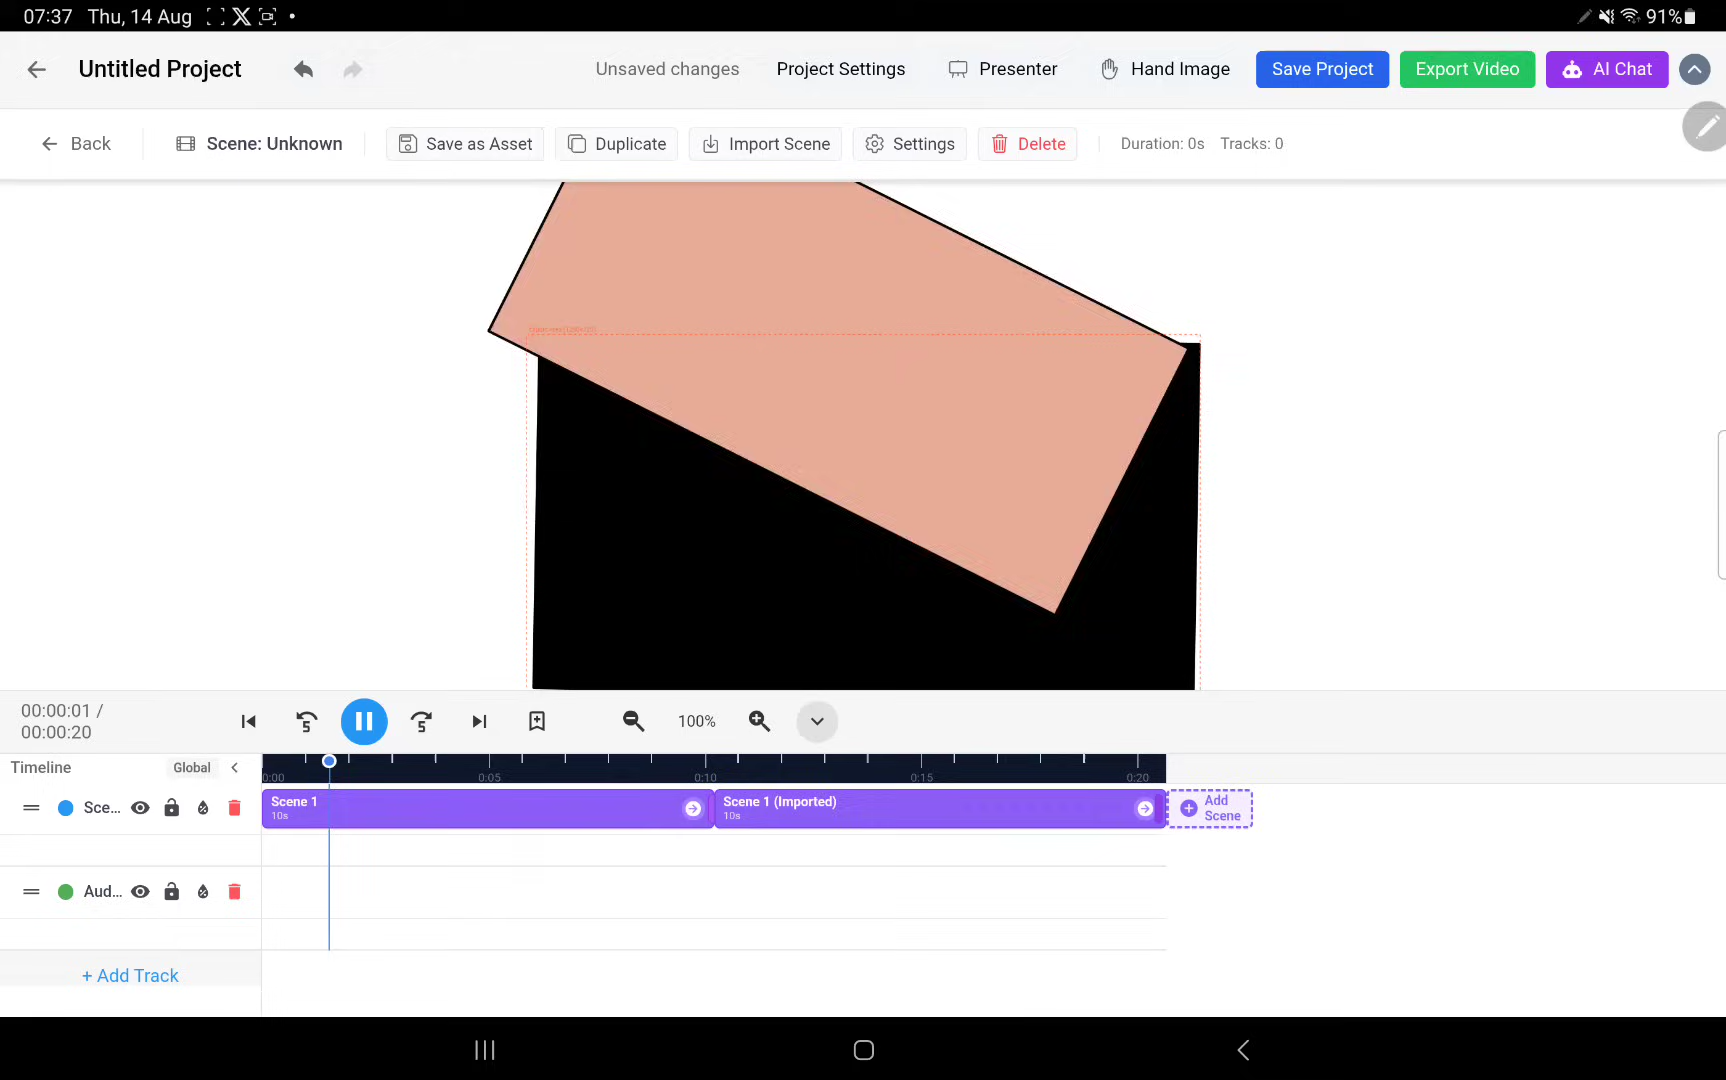 07:37 Thu, 14 Aug
91%
Untitled Project
Unsaved changes
Project Settings
Presenter
Hand Image
Save Project
Export Video
AI Chat
Back
Scene: Unknown
Save as Asset
Duplicate
Import Scene
Settings
Delete
Duration: 0s
Tracks: 0
00:00:01 /
00:00:20
5
5
100%
Timeline
Global
0:00
0:05
0:10
0:15
0:20
Sce...
Scene 1
10s
Scene 1 (Imported)
10s
Add
Scene
Aud...
+ Add Track